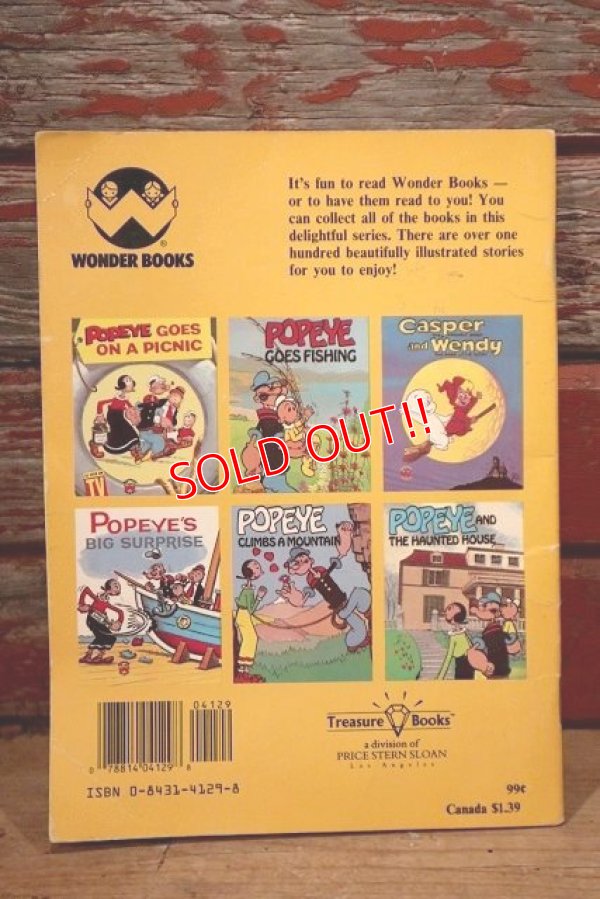 WONDER BOOKS
®
It's fun to read Wonder Books —
or to have them read to you! You
can collect all of the books in this
delightful series. There are over one
hundred beautifully illustrated stories
for you to enjoy!
POPEYE GOES
ON A PICNIC
TV
POPEYE
GOES FISHING
Casper
and Wendy
SOLD OUT!!
POPEYE'S
BIG SURPRISE
POPEYE
CLIMBS A MOUNTAIN
POPEYE AND
THE HAUNTED HOUSE
04129
0 78814 04129 8
ISBN 0-8431-4129-8
Treasure Books™
a division of
PRICE STERN SLOAN
Los Angeles
99¢
Canada $1.39